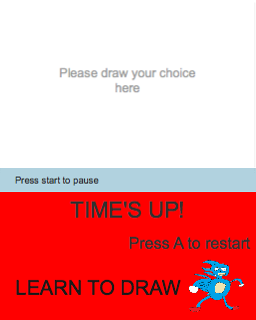 Please draw your choice
here
Press start to pause
TIME'S UP!
Press A to restart
LEARN TO DRAW